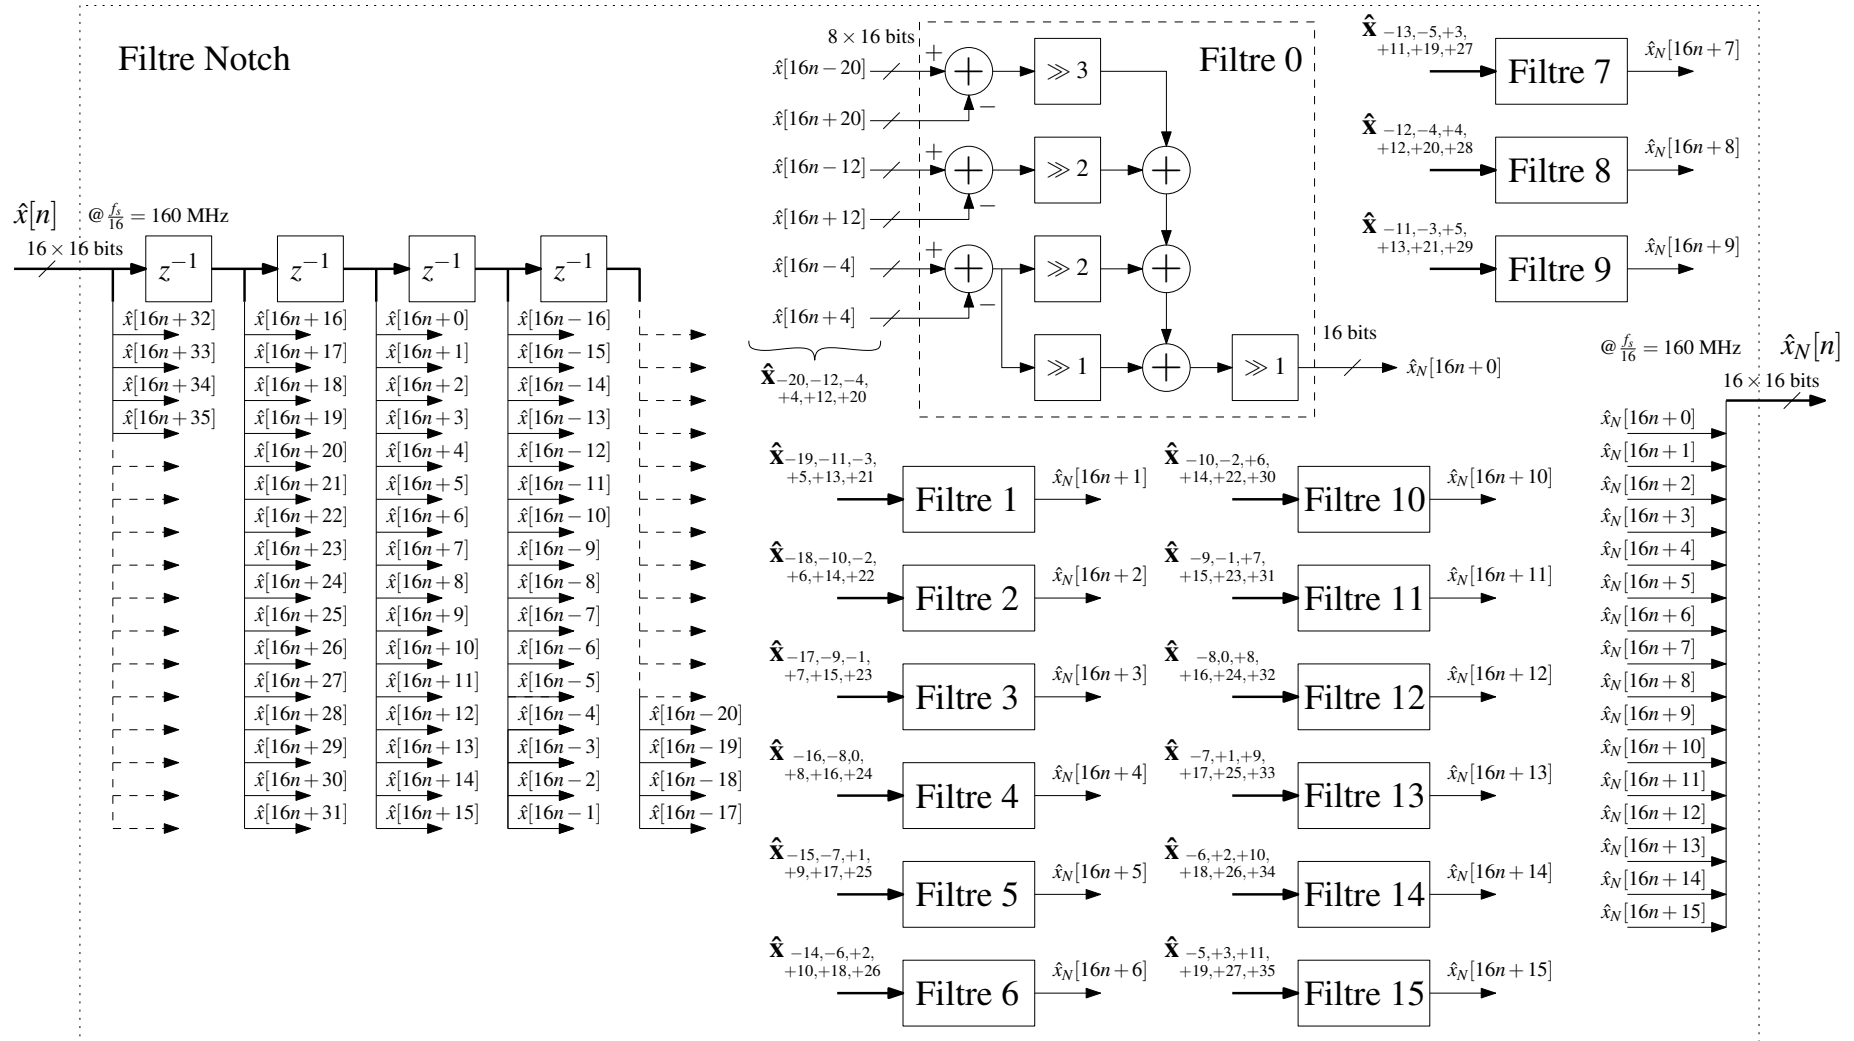 Filtre Notch
x̂[n]
@ fs/16 = 160 MHz
16 × 16 bits
z⁻¹
z⁻¹
z⁻¹
z⁻¹
x̂[16n+32]
x̂[16n+33]
x̂[16n+34]
x̂[16n+35]
x̂[16n+16]
x̂[16n+17]
x̂[16n+18]
x̂[16n+19]
x̂[16n+20]
x̂[16n+21]
x̂[16n+22]
x̂[16n+23]
x̂[16n+24]
x̂[16n+25]
x̂[16n+26]
x̂[16n+27]
x̂[16n+28]
x̂[16n+29]
x̂[16n+30]
x̂[16n+31]
x̂[16n+0]
x̂[16n+1]
x̂[16n+2]
x̂[16n+3]
x̂[16n+4]
x̂[16n+5]
x̂[16n+6]
x̂[16n+7]
x̂[16n+8]
x̂[16n+9]
x̂[16n+10]
x̂[16n+11]
x̂[16n+12]
x̂[16n+13]
x̂[16n+14]
x̂[16n+15]
x̂[16n−16]
x̂[16n−15]
x̂[16n−14]
x̂[16n−13]
x̂[16n−12]
x̂[16n−11]
x̂[16n−10]
x̂[16n−9]
x̂[16n−8]
x̂[16n−7]
x̂[16n−6]
x̂[16n−5]
x̂[16n−4]
x̂[16n−3]
x̂[16n−2]
x̂[16n−1]
x̂[16n−20]
x̂[16n−19]
x̂[16n−18]
x̂[16n−17]
8 × 16 bits
Filtre 0
x̂[16n−20]
+
+
≫ 3
x̂[16n+20]
−
x̂[16n−12]
+
+
≫ 2
+
x̂[16n+12]
−
x̂[16n−4]
+
+
≫ 2
+
x̂[16n+4]
−
≫ 1
+
≫ 1
16 bits
x̂N[16n+0]
x̂ −20,−12,−4,
+4,+12,+20
x̂ −19,−11,−3,
+5,+13,+21
Filtre 1
x̂N[16n+1]
x̂ −18,−10,−2,
+6,+14,+22
Filtre 2
x̂N[16n+2]
x̂ −17,−9,−1,
+7,+15,+23
Filtre 3
x̂N[16n+3]
x̂ −16,−8,0,
+8,+16,+24
Filtre 4
x̂N[16n+4]
x̂ −15,−7,+1,
+9,+17,+25
Filtre 5
x̂N[16n+5]
x̂ −14,−6,+2,
+10,+18,+26
Filtre 6
x̂N[16n+6]
x̂ −13,−5,+3,
+11,+19,+27
Filtre 7
x̂N[16n+7]
x̂ −12,−4,+4,
+12,+20,+28
Filtre 8
x̂N[16n+8]
x̂ −11,−3,+5,
+13,+21,+29
Filtre 9
x̂N[16n+9]
x̂ −10,−2,+6,
+14,+22,+30
Filtre 10
x̂N[16n+10]
x̂ −9,−1,+7,
+15,+23,+31
Filtre 11
x̂N[16n+11]
x̂ −8,0,+8,
+16,+24,+32
Filtre 12
x̂N[16n+12]
x̂ −7,+1,+9,
+17,+25,+33
Filtre 13
x̂N[16n+13]
x̂ −6,+2,+10,
+18,+26,+34
Filtre 14
x̂N[16n+14]
x̂ −5,+3,+11,
+19,+27,+35
Filtre 15
x̂N[16n+15]
@ fs/16 = 160 MHz
x̂N[n]
16 × 16 bits
x̂N[16n+0]
x̂N[16n+1]
x̂N[16n+2]
x̂N[16n+3]
x̂N[16n+4]
x̂N[16n+5]
x̂N[16n+6]
x̂N[16n+7]
x̂N[16n+8]
x̂N[16n+9]
x̂N[16n+10]
x̂N[16n+11]
x̂N[16n+12]
x̂N[16n+13]
x̂N[16n+14]
x̂N[16n+15]